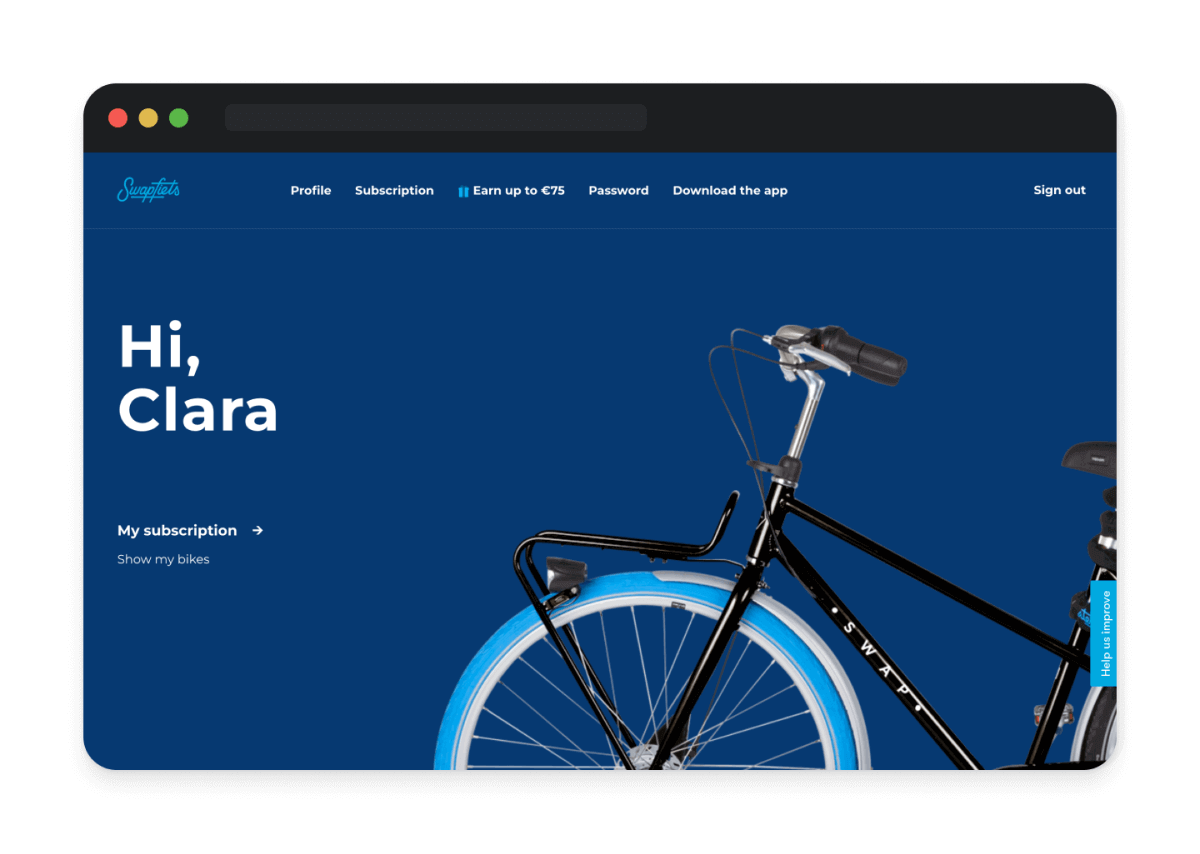 Swapfiets
Profile Subscription Earn up to €75 Password Download the app Sign out
Hi,
Clara
My subscription →
Show my bikes
• SWAP •
Help us improve